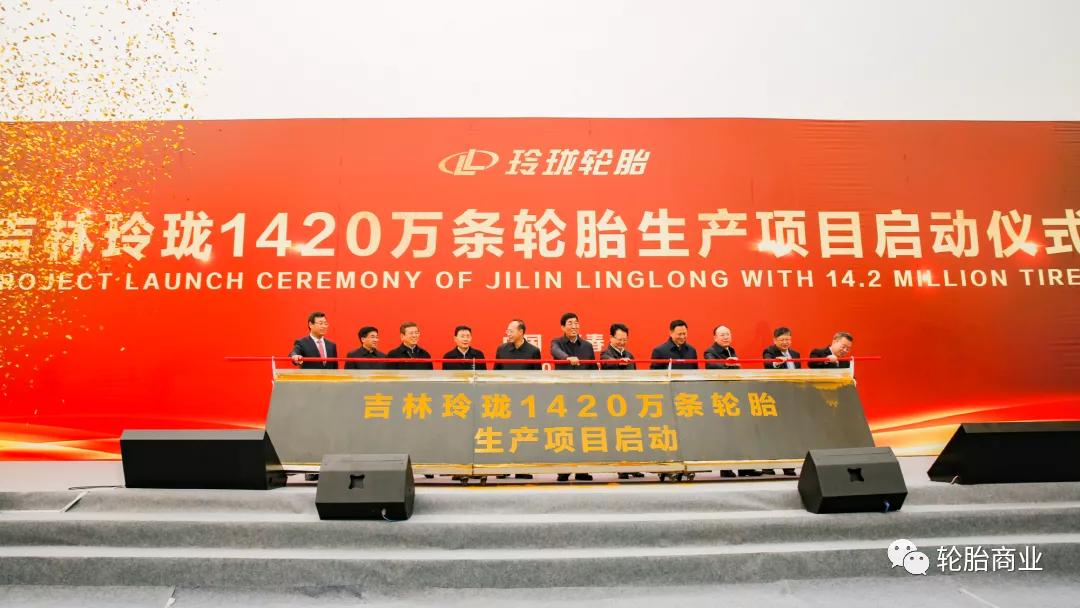 玲珑轮胎
吉林玲珑1420万条轮胎生产项目启动仪式
PROJECT LAUNCH CEREMONY OF JILIN LINGLONG WITH 14.2 MILLION TIRE
吉林玲珑1420万条轮胎
生产项目启动
轮胎商业